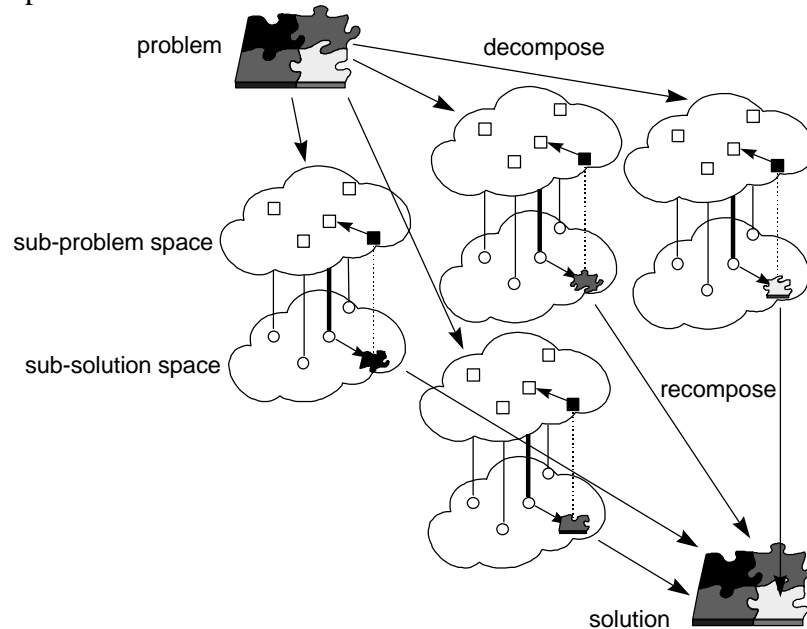 problem
decompose
sub-problem space
sub-solution space
recompose
solution